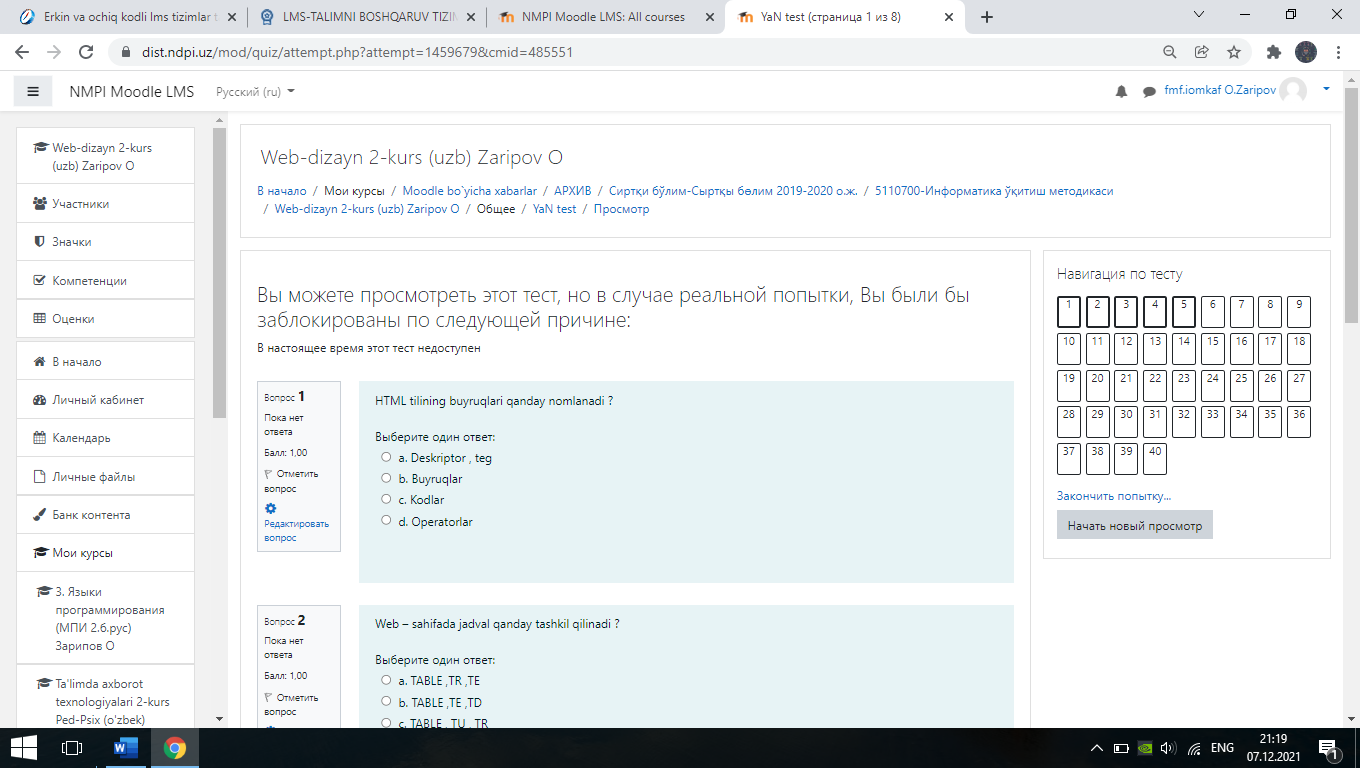 Erkin va ochiq kodli lms tizimlar t
LMS-TALIMNI BOSHQARUV TIZIM
NMPI Moodle LMS: All courses
YaN test (страница 1 из 8)
dist.ndpi.uz/mod/quiz/attempt.php?attempt=1459679&cmid=485551
NMPI Moodle LMS
Русский (ru)
fmf.iomkaf O.Zaripov
Web-dizayn 2-kurs
(uzb) Zaripov O
Участники
Значки
Компетенции
Оценки
В начало
Личный кабинет
Календарь
Личные файлы
Банк контента
Мои курсы
3. Языки
программирования
(МПИ 2.б.рус)
Зарипов О
Ta'limda axborot
texnologiyalari 2-kurs
Ped-Psix (o'zbek)
Web-dizayn 2-kurs (uzb) Zaripov O
В начало / Мои курсы / Moodle bo`yicha xabarlar / АРХИВ / Сиртқи бўлим-Сыртқы бөлим 2019-2020 о.ж. / 5110700-Информатика ўқитиш методикаси
/ Web-dizayn 2-kurs (uzb) Zaripov O / Общее / YaN test / Просмотр
Вы можете просмотреть этот тест, но в случае реальной попытки, Вы были бы
заблокированы по следующей причине:
В настоящее время этот тест недоступен
Вопрос 1
Пока нет
ответа
Балл: 1,00
Отметить
вопрос
Редактировать
вопрос
HTML tilining buyruqlari qanday nomlanadi ?
Выберите один ответ:
a. Deskriptor , teg
b. Buyruqlar
c. Kodlar
d. Operatorlar
Вопрос 2
Пока нет
ответа
Балл: 1,00
Отметить
вопрос
Web – sahifada jadval qanday tashkil qilinadi ?
Выберите один ответ:
a. TABLE ,TR ,TE
b. TABLE ,TE ,TD
c. TABLE , TU , TR
Навигация по тесту
1 2 3 4 5 6 7 8 9
10 11 12 13 14 15 16 17 18
19 20 21 22 23 24 25 26 27
28 29 30 31 32 33 34 35 36
37 38 39 40
Закончить попытку...
Начать новый просмотр
ENG
21:19
07.12.2021
1